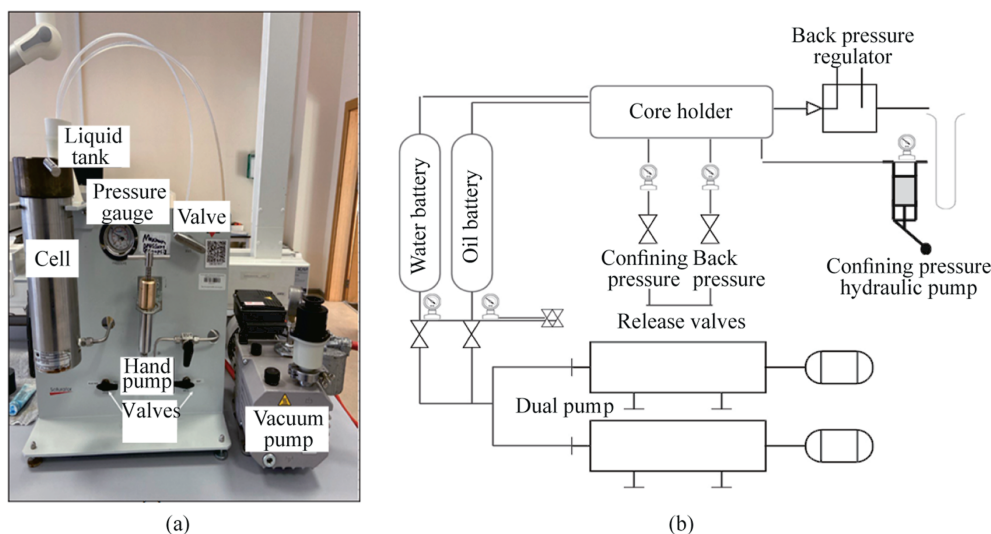 Liquid
tank
Pressure
gauge
Valve
Cell
Hand
pump
Valves
Vacuum
pump
(a)
Back pressure
regulator
Core holder
Water battery
Oil battery
Confining
pressure
Back
pressure
Release valves
Confining pressure
hydraulic pump
Dual pump
(b)